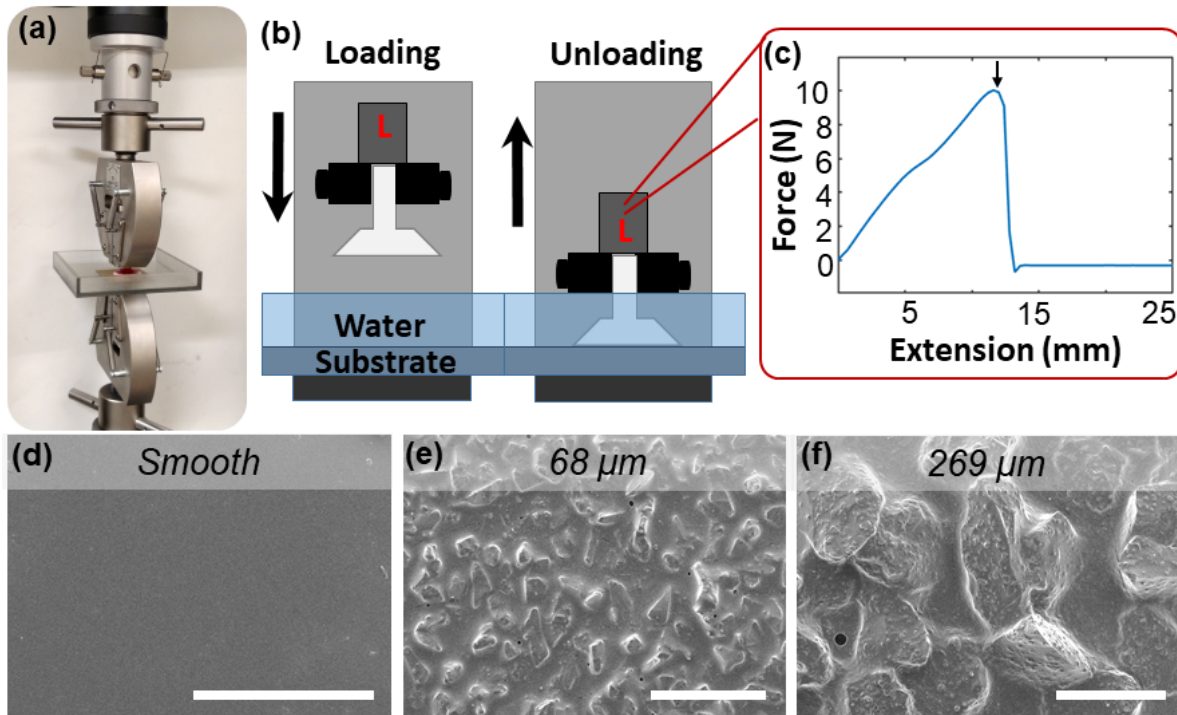 (a)
(b)
Loading
Unloading
L
L
Water
Substrate
(c)
10
8
6
4
2
0
Force (N)
5
15
25
Extension (mm)
(d)
Smooth
(e)
68 µm
(f)
269 µm